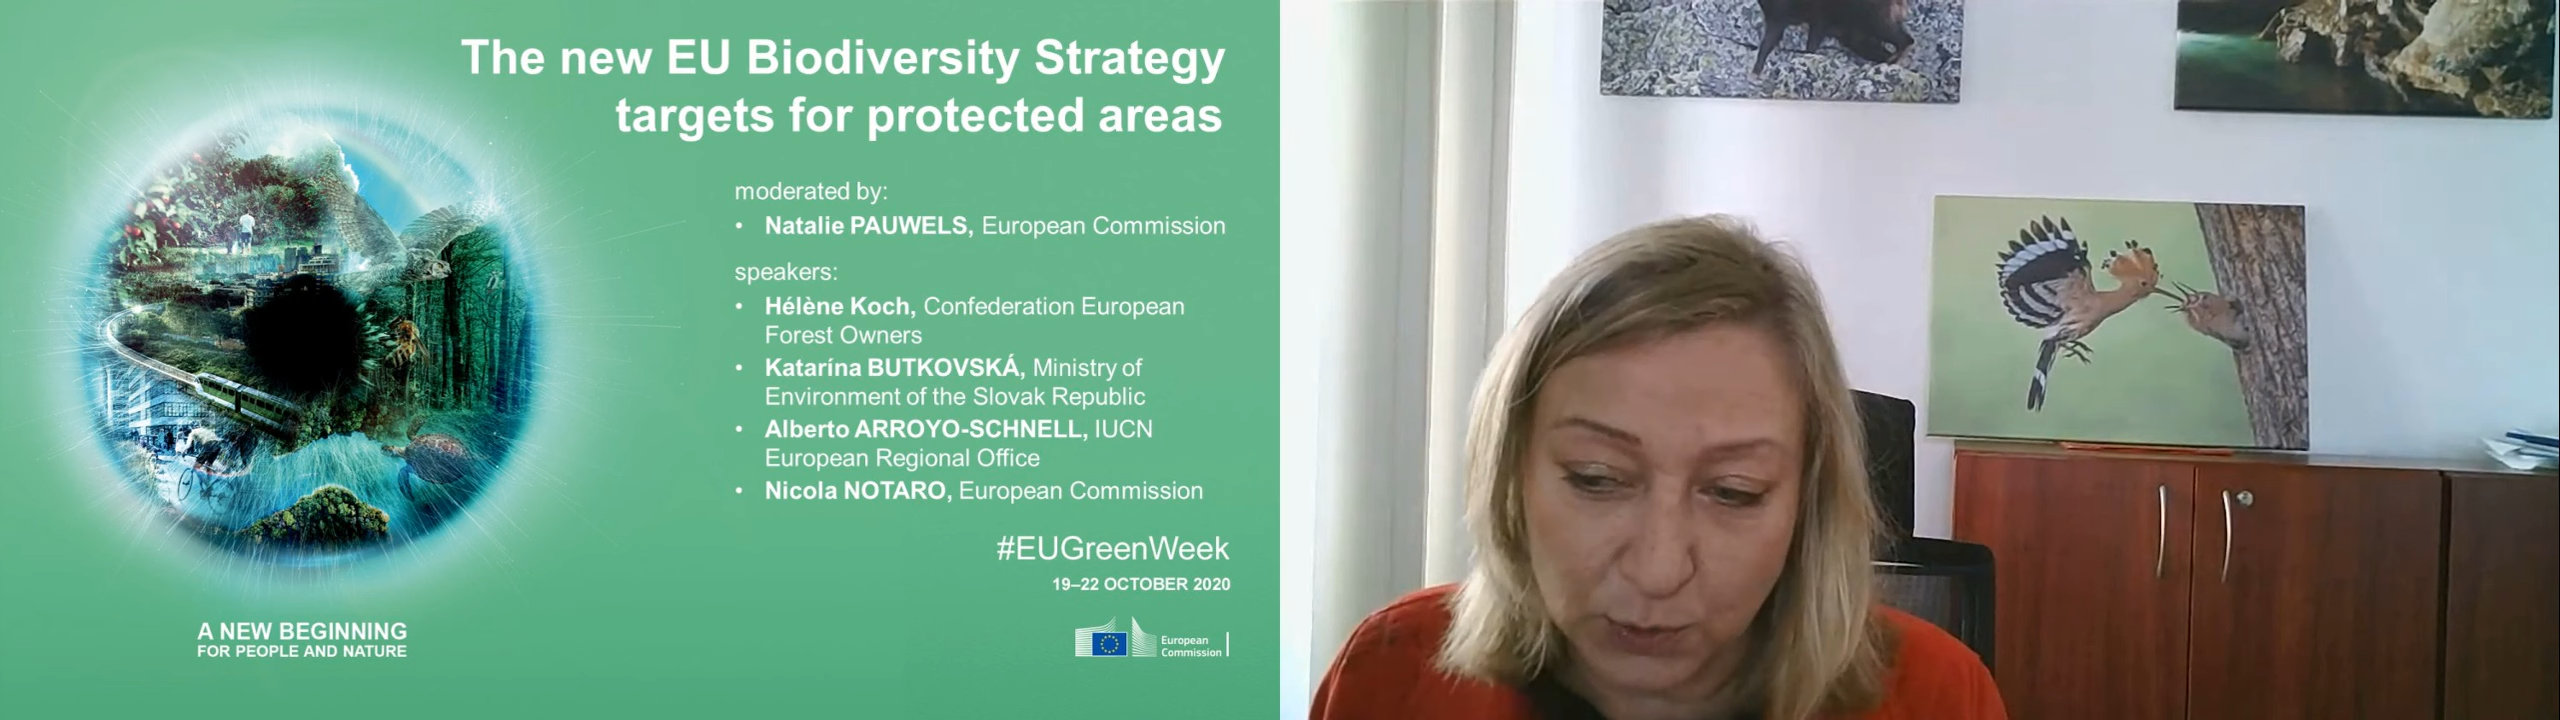 The new EU Biodiversity Strategy
targets for protected areas
moderated by:
• Natalie PAUWELS, European Commission
speakers:
• Hélène Koch, Confederation European
Forest Owners
• Katarína BUTKOVSKÁ, Ministry of
Environment of the Slovak Republic
• Alberto ARROYO-SCHNELL, IUCN
European Regional Office
• Nicola NOTARO, European Commission
#EUGreenWeek
19–22 OCTOBER 2020
A NEW BEGINNING
FOR PEOPLE AND NATURE
European
Commission